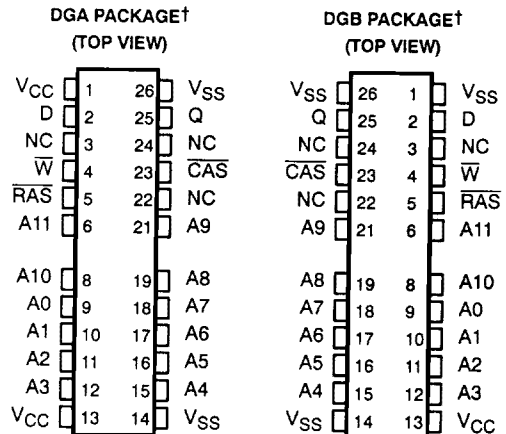 DGA PACKAGE†
(TOP VIEW)
VCC 1 26 VSS
D 2 25 Q
NC 3 24 NC
W̅ 4 23 C̅A̅S̅
R̅A̅S̅ 5 22 NC
A11 6 21 A9
A10 8 19 A8
A0 9 18 A7
A1 10 17 A6
A2 11 16 A5
A3 12 15 A4
VCC 13 14 VSS
DGB PACKAGE†
(TOP VIEW)
VSS 26 1 VSS
Q 25 2 D
NC 24 3 NC
C̅A̅S̅ 23 4 W̅
NC 22 5 R̅A̅S̅
A9 21 6 A11
A8 19 8 A10
A7 18 9 A0
A6 17 10 A1
A5 16 11 A2
A4 15 12 A3
VSS 14 13 VCC